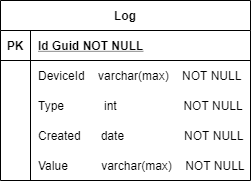 Log
PK Id Guid NOT NULL
DeviceId varchar(max) NOT NULL
Type int NOT NULL
Created date NOT NULL
Value varchar(max) NOT NULL